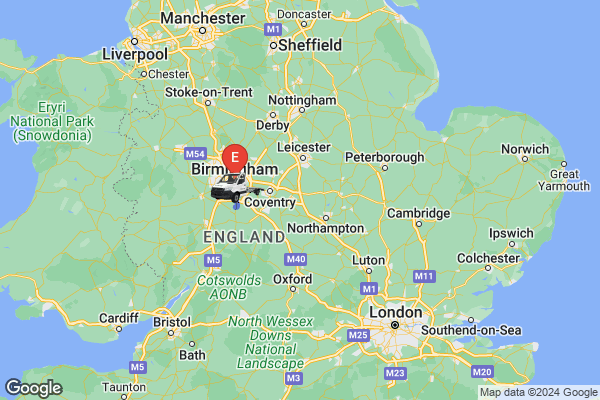 Doncaster
Manchester
M1
Liverpool
Sheffield
Chester
Eryri
National Park
(Snowdonia)
Stoke-on-Trent
Nottingham
Derby
M54
E
Leicester
Birmingham
Peterborough
Norwich
Great
Yarmouth
Coventry
Northampton
Cambridge
ENGLAND
Ipswich
M5
M40
Luton
Colchester
Cotswolds
AONB
Oxford
M1
M11
London
Cardiff
Bristol
North Wessex
Downs
National
Landscape
M25
Southend-on-Sea
Bath
M5
M3
M23
M20
Taunton
Google
Map data ©2024 Google